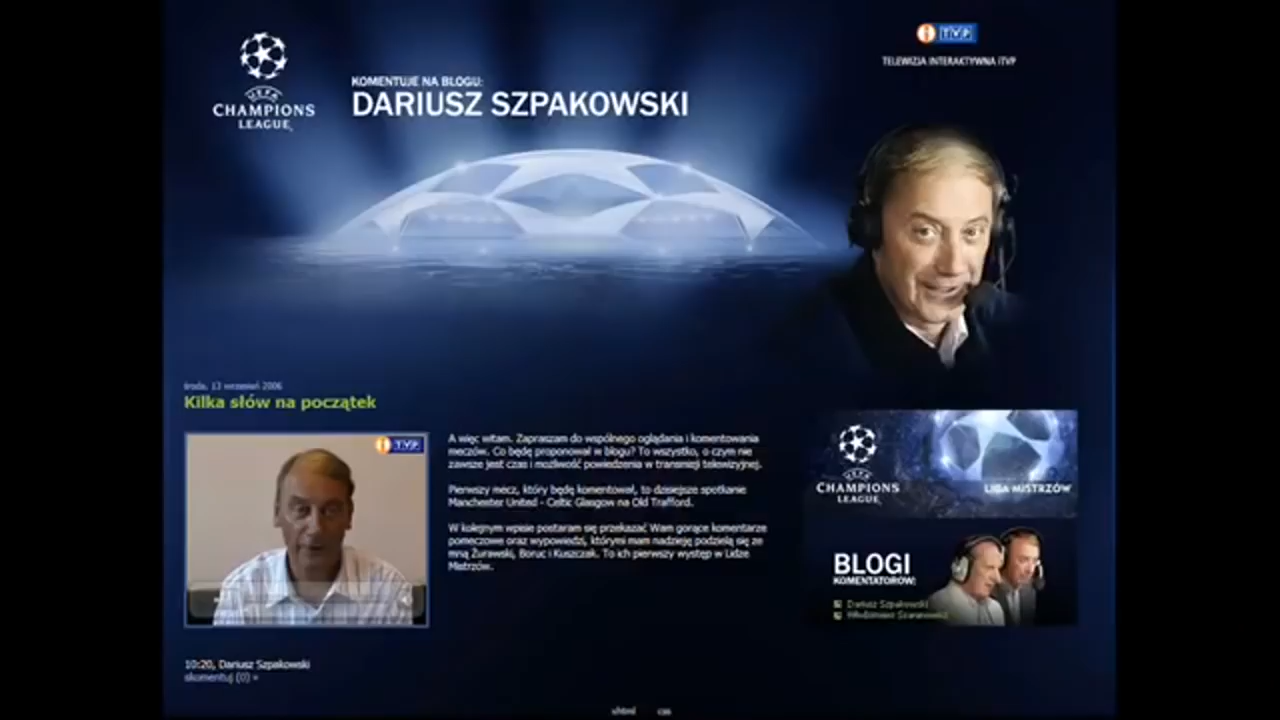 UEFA
CHAMPIONS
LEAGUE
iTVP
TELEWIZJA INTERAKTYWNA iTVP
KOMENTUJE NA BLOGU:
DARIUSZ SZPAKOWSKI
środa, 13 wrzesień 2006
Kilka słów na początek
iTVP
A więc witam. Zapraszam do wspólnego oglądania i komentowania
meczów. Co będę proponował w blogu? To wszystko, o czym nie
zawsze jest czas i możliwość powiedzenia w transmisji telewizyjnej.
Pierwszy mecz, który będę komentował, to dzisiejsze spotkanie
Manchester United - Celtic Glasgow na Old Trafford.
W kolejnym wpisie postaram się przekazać Wam gorące komentarze
pomeczowe oraz wypowiedzi, którymi mam nadzieję podzielą się ze
mną Żurawski, Boruc i Kuszczak. To ich pierwszy występ w Lidze
Mistrzów.
UEFA
CHAMPIONS
LEAGUE
LIGA MISTRZÓW
BLOGI
KOMENTATORÓW:
Dariusz Szpakowski
Włodzimierz Szaranowicz
10:20, Dariusz Szpakowski
skomentuj (0) »
xhtml css